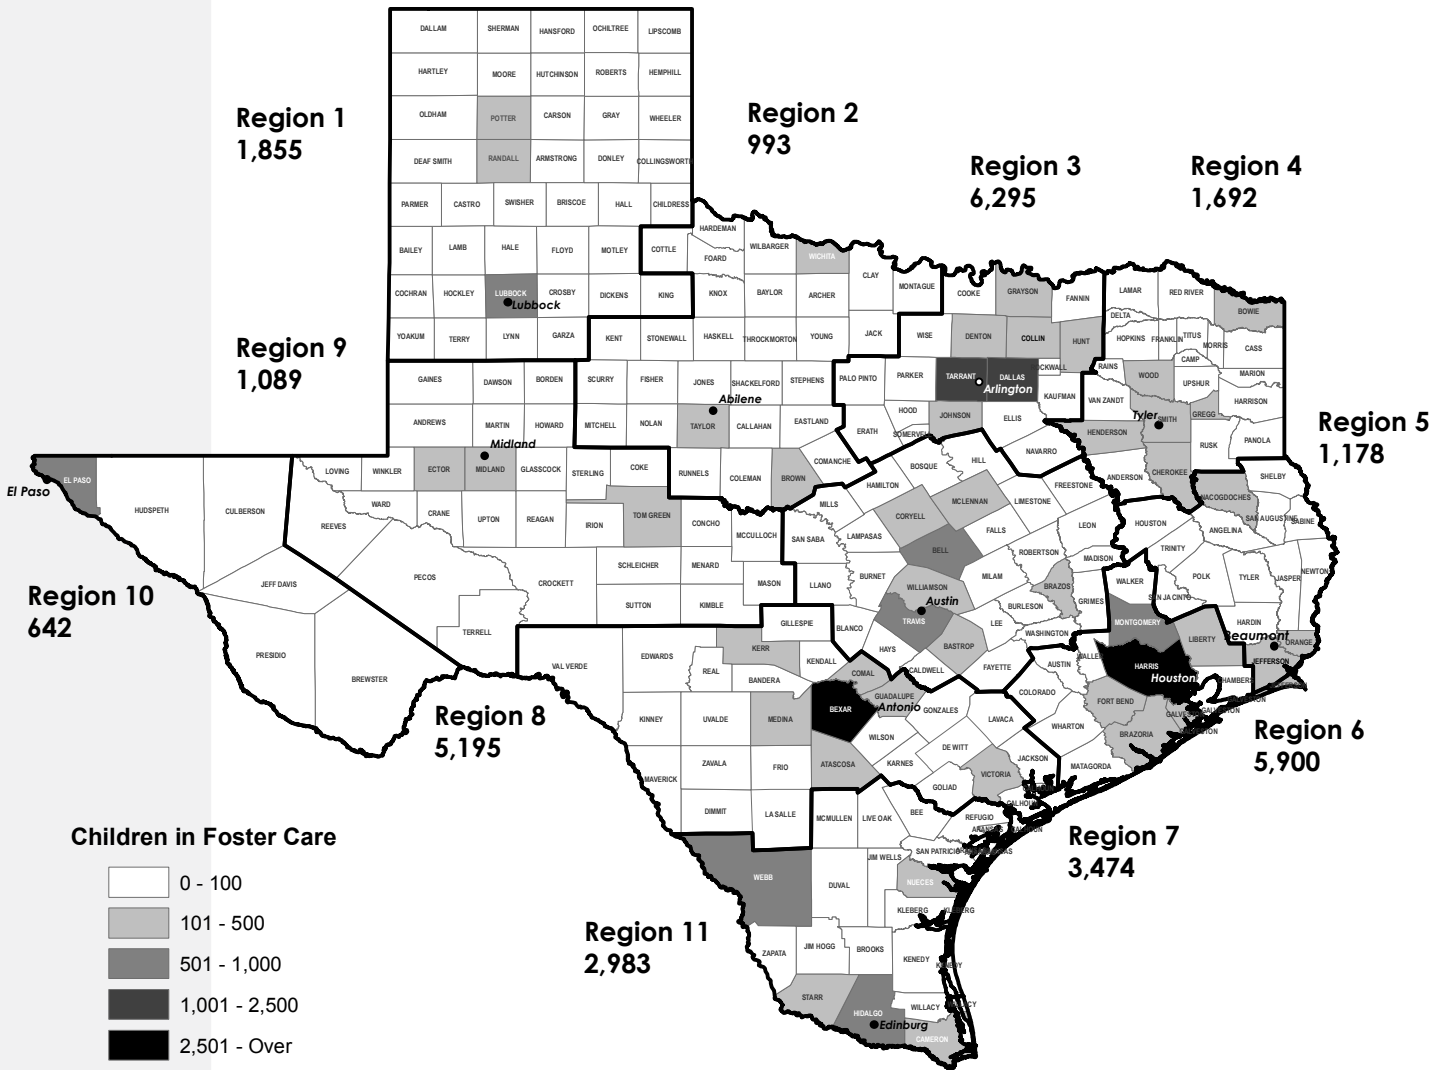 Region 1
1,855
Region 2
993
Region 3
6,295
Region 4
1,692
Region 9
1,089
Region 5
1,178
Region 10
642
Region 8
5,195
Region 6
5,900
Region 7
3,474
Region 11
2,983
DALLAM SHERMAN HANSFORD OCHILTREE LIPSCOMB
HARTLEY MOORE HUTCHINSON ROBERTS HEMPHILL
OLDHAM POTTER CARSON GRAY WHEELER
DEAF SMITH RANDALL ARMSTRONG DONLEY COLLINGSWORTH
PARMER CASTRO SWISHER BRISCOE HALL CHILDRESS
BAILEY LAMB HALE FLOYD MOTLEY COTTLE HARDEMAN FOARD WILBARGER WICHITA CLAY MONTAGUE
COCHRAN HOCKLEY LUBBOCK CROSBY DICKENS KING KNOX BAYLOR ARCHER
Lubbock
YOAKUM TERRY LYNN GARZA KENT STONEWALL HASKELL THROCKMORTON YOUNG JACK WISE
COOKE GRAYSON FANNIN LAMAR RED RIVER BOWIE
DENTON COLLIN HUNT DELTA HOPKINS FRANKLIN TITUS MORRIS CASS
CAMP MARION
GAINES DAWSON BORDEN SCURRY FISHER JONES SHACKELFORD STEPHENS PALO PINTO PARKER TARRANT DALLAS ROCKWALL KAUFMAN RAINS WOOD UPSHUR HARRISON
Arlington
Abilene
ANDREWS MARTIN HOWARD MITCHELL NOLAN TAYLOR CALLAHAN EASTLAND ERATH HOOD SOMERVELL JOHNSON ELLIS VAN ZANDT SMITH GREGG
Tyler
Midland
HENDERSON RUSK PANOLA
NAVARRO
LOVING WINKLER ECTOR MIDLAND GLASSCOCK STERLING COKE RUNNELS COLEMAN BROWN COMANCHE HAMILTON BOSQUE HILL FREESTONE ANDERSON CHEROKEE SHELBY
El Paso
EL PASO HUDSPETH CULBERSON REEVES WARD CRANE UPTON REAGAN IRION TOM GREEN CONCHO MCCULLOCH
MILLS CORYELL MCLENNAN LIMESTONE NACOGDOCHES SAN AUGUSTINE SABINE
SAN SABA LAMPASAS FALLS LEON HOUSTON ANGELINA
BELL ROBERTSON MADISON TRINITY
JEFF DAVIS PECOS CROCKETT SCHLEICHER MENARD MASON LLANO BURNET WILLIAMSON MILAM BRAZOS GRIMES WALKER SAN JACINTO POLK TYLER JASPER NEWTON
SUTTON KIMBLE
Austin
TRAVIS LEE BURLESON WASHINGTON MONTGOMERY LIBERTY HARDIN ORANGE
Beaumont
PRESIDIO BREWSTER TERRELL VAL VERDE EDWARDS KERR GILLESPIE BLANCO HAYS BASTROP
JEFFERSON
REAL BANDERA KENDALL COMAL CALDWELL FAYETTE AUSTIN WALLER HARRIS CHAMBERS
Houston
KINNEY UVALDE MEDINA BEXAR GUADALUPE GONZALES LAVACA COLORADO FORT BEND
Antonio
WHARTON BRAZORIA GALVESTON
WILSON DE WITT JACKSON MATAGORDA
MAVERICK ZAVALA FRIO ATASCOSA KARNES GOLIAD VICTORIA
CALHOUN
DIMMIT LA SALLE MCMULLEN LIVE OAK BEE REFUGIO
ARANSAS
SAN PATRICIO
WEBB DUVAL JIM WELLS NUECES
KLEBERG KLEBERG
ZAPATA JIM HOGG BROOKS KENEDY KENEDY
STARR HIDALGO WILLACY
Edinburg
CAMERON
Children in Foster Care
0 - 100
101 - 500
501 - 1,000
1,001 - 2,500
2,501 - Over